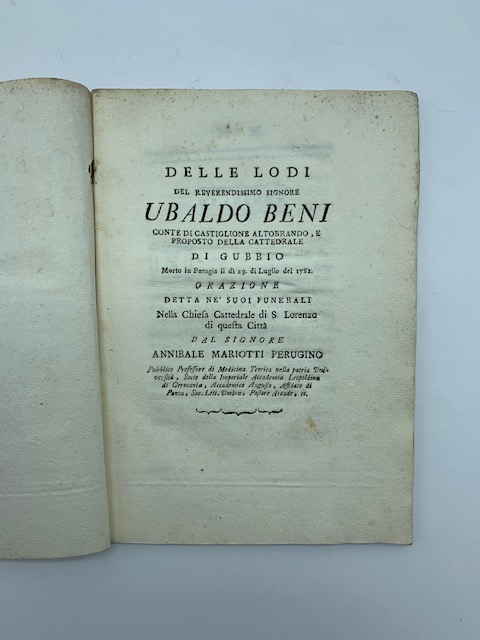 DELLE LODI
DEL REVERENDISSIMO SIGNORE
UBALDO BENI
CONTE DI CASTIGLIONE ALTOBRANDO, E
PROPOSTO DELLA CATTEDRALE
DI GUBBIO
Morto in Perugia il dì 29. di Luglio del 1782.
ORAZIONE
DETTA NE' SUOI FUNERALI
Nella Chiesa Cattedrale di S. Lorenzo
di questa Città
DAL SIGNORE
ANNIBALE MARIOTTI PERUGINO
Pubblico Professore di Medicina Teorica nella patria Uni-
versità, Socio della Imperiale Accademia Leopoldina
di Germania, Accademico Augusto, Affidato di
Pavia, Soc. Lett. Umbro, Pastore Arcade, ec.